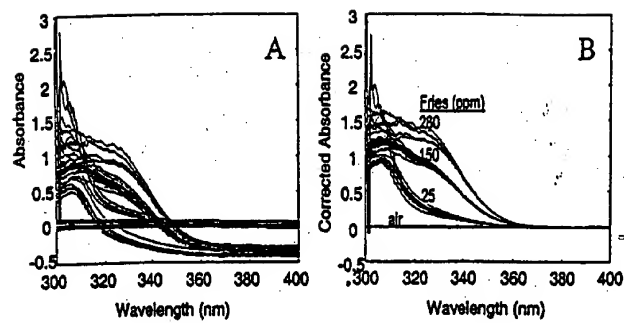 A
Absorbance
3
2.5
2
1.5
1
0.5
0
-0.5
300 320 340 360 380 400
Wavelength (nm)
B
Corrected Absorbance
3
2.5
2
1.5
1
0.5
0
-0.5
Fries (ppm)
280
150
25
air
300 320 340 360 380 400
Wavelength (nm)